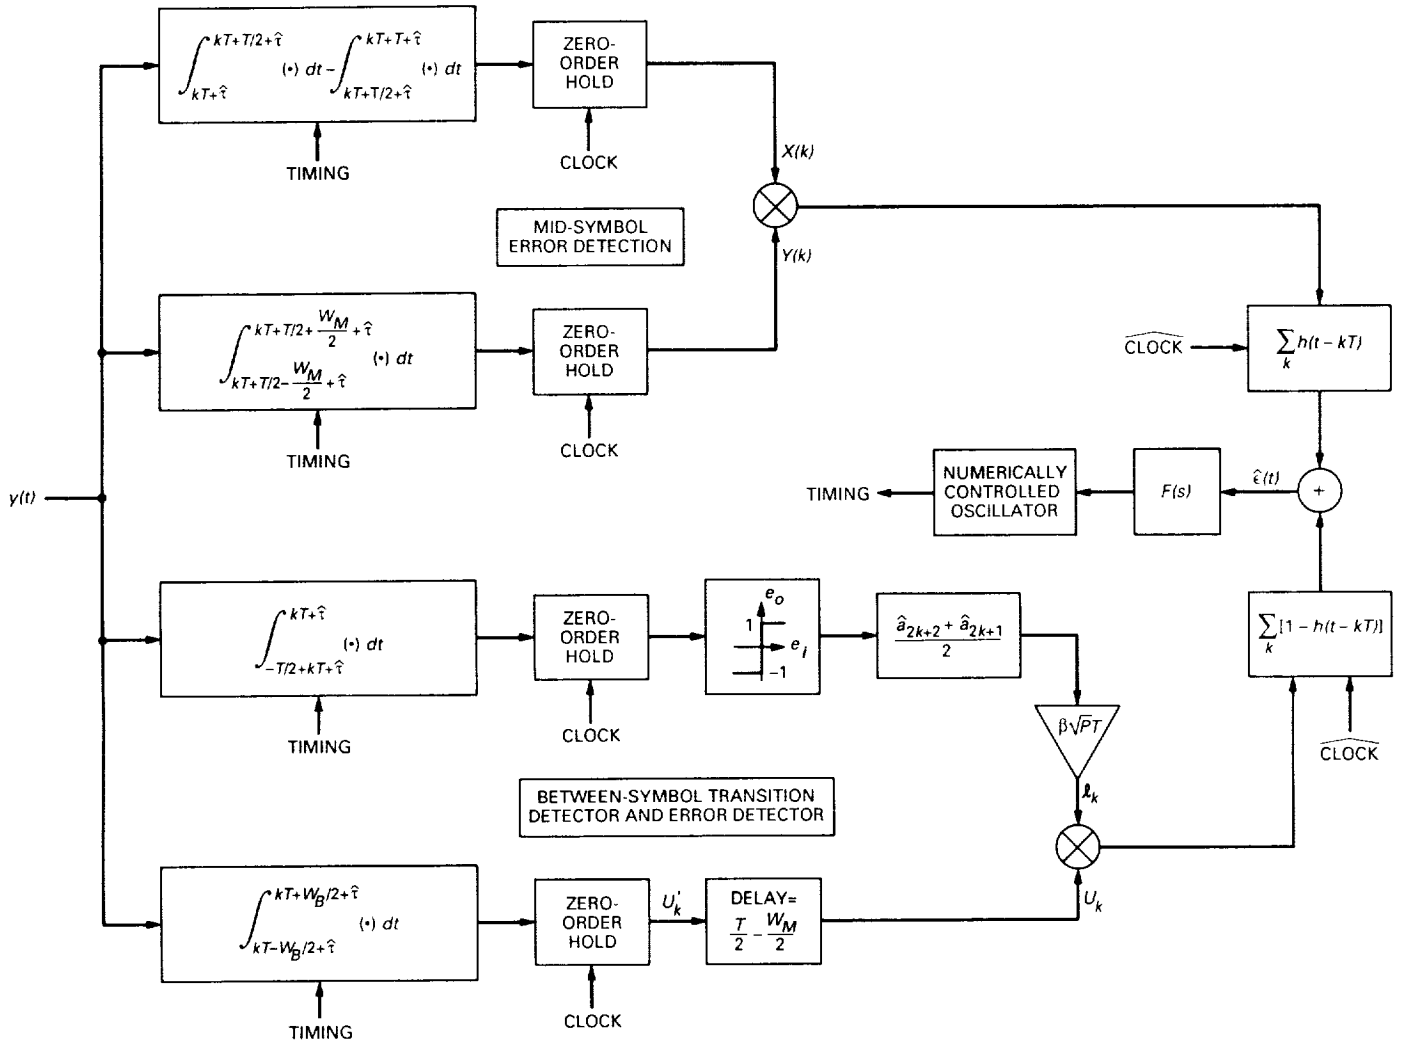 ∫ kT+T/2+τ̂ kT+τ̂ (•) dt – ∫ kT+T+τ̂ kT+T/2+τ̂ (•) dt
ZERO-
ORDER
HOLD
TIMING
CLOCK
X(k)
MID-SYMBOL
ERROR DETECTION
Y(k)
∫ kT+T/2+W_M/2+τ̂ kT+T/2–W_M/2+τ̂ (•) dt
ZERO-
ORDER
HOLD
TIMING
CLOCK
CLOCK
∑ h(t – kT)
k
y(t)
TIMING
NUMERICALLY
CONTROLLED
OSCILLATOR
F(s)
ε̂(t)
+
∫ kT+τ̂ –T/2+kT+τ̂ (•) dt
ZERO-
ORDER
HOLD
TIMING
CLOCK
e_o
1
e_i
–1
â_{2k+2} + â_{2k+1}
2
∑ [1 – h(t – kT)]
k
CLOCK
β√PT
ℓ_k
BETWEEN-SYMBOL TRANSITION
DETECTOR AND ERROR DETECTOR
∫ kT+W_B/2+τ̂ kT–W_B/2+τ̂ (•) dt
ZERO-
ORDER
HOLD
TIMING
CLOCK
U'_k
DELAY=
T/2 – W_M/2
U_k